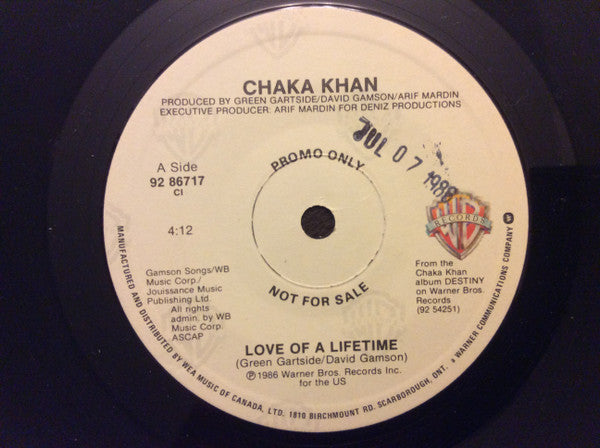 CHAKA KHAN
PRODUCED BY GREEN GARTSIDE/DAVID GAMSON/ARIF MARDIN
EXECUTIVE PRODUCER: ARIF MARDIN FOR DENIZ PRODUCTIONS
JUL 07 1986
A Side
92 86717
CI
PROMO ONLY
4:12
WB
RECORDS
Gamson Songs/WB
Music Corp./
Jouissance Music
Publishing Ltd.
All rights
admin. by WB
Music Corp.
ASCAP
From the
Chaka Khan
album DESTINY
on Warner Bros.
Records
(92 54251)
NOT FOR SALE
LOVE OF A LIFETIME
(Green Gartside/David Gamson)
Ⓟ1986 Warner Bros. Records Inc.
for the US
MANUFACTURED AND DISTRIBUTED BY WEA MUSIC OF CANADA, LTD. 1810 BIRCHMOUNT RD. SCARBOROUGH, ONT. A WARNER COMMUNICATIONS COMPANY